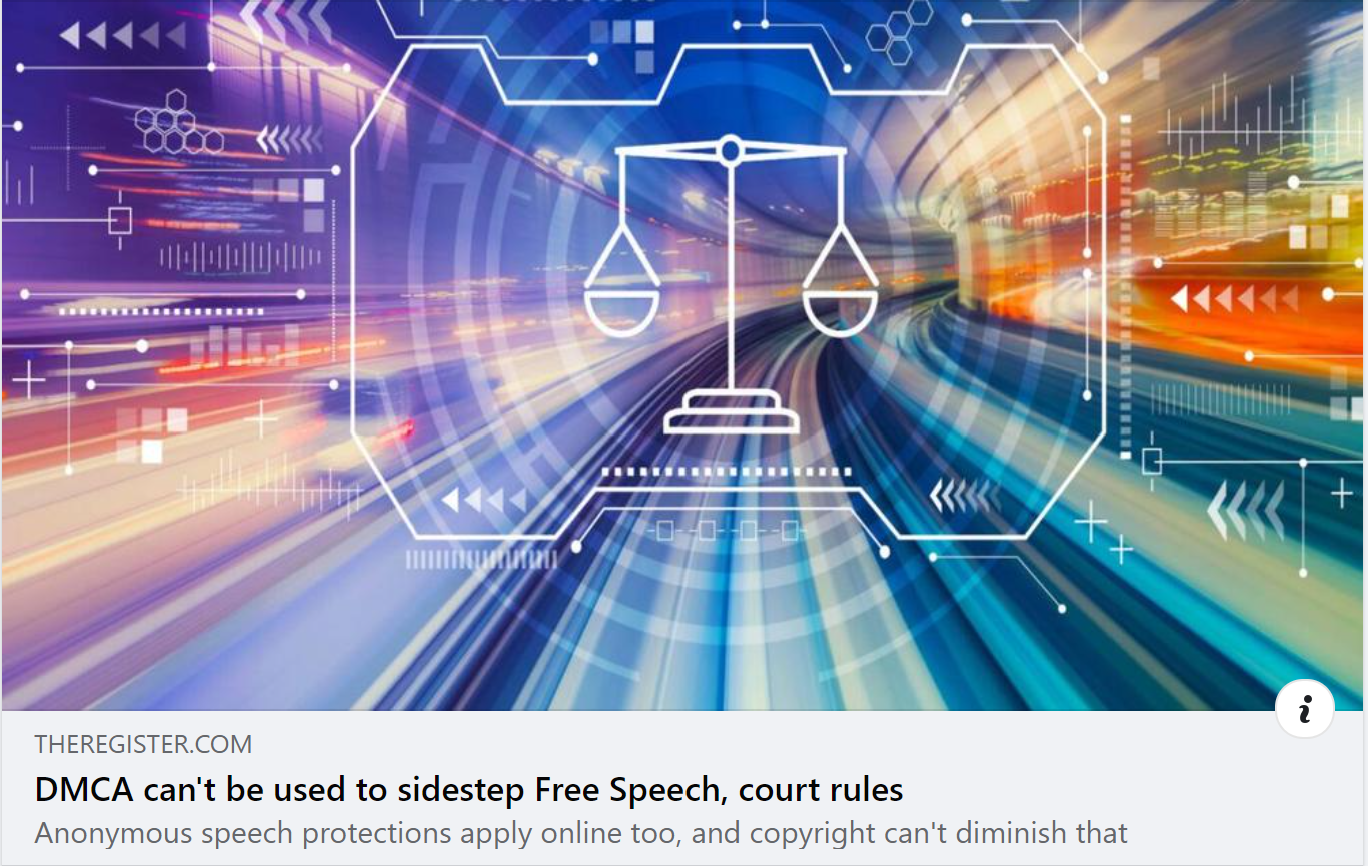 THEREGISTER.COM
DMCA can't be used to sidestep Free Speech, court rules
Anonymous speech protections apply online too, and copyright can't diminish that